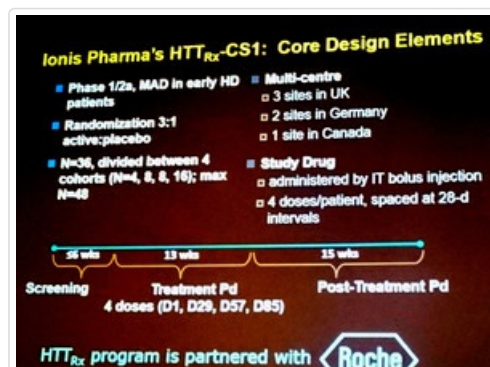 Ionis Pharma's HTTRx-CS1: Core Design Elements
Phase 1/2a, MAD in early HD
patients
Randomization 3:1
active:placebo
N=36, divided between 4
cohorts (N=4, 8, 8, 16); max
N=48
Multi-centre
3 sites in UK
2 sites in Germany
1 site in Canada
Study Drug
administered by IT bolus injection
4 doses/patient, spaced at 28-d
intervals
≤6 wks 13 wks 15 wks
Screening Treatment Pd Post-Treatment Pd
4 doses (D1, D29, D57, D85)
HTTRx program is partnered with Roche